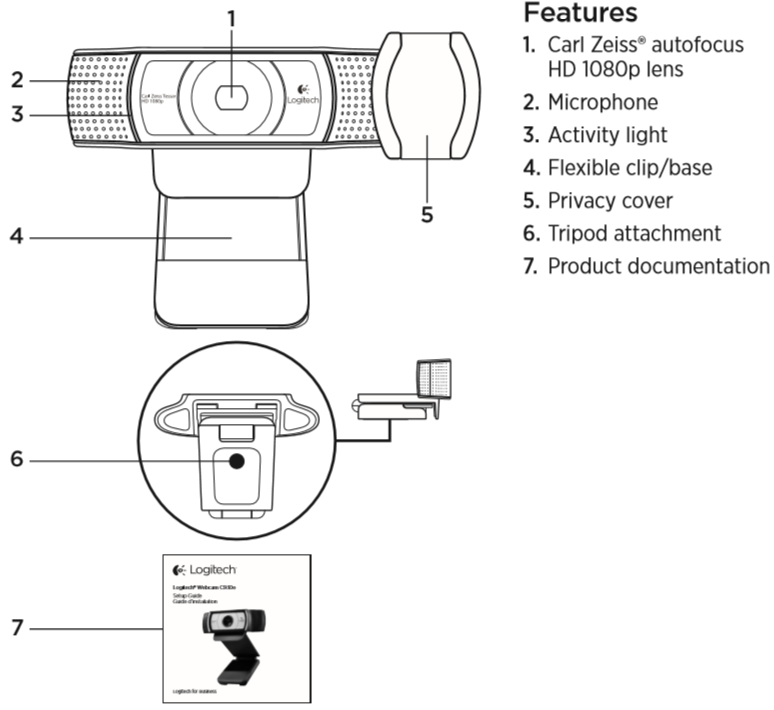 Features
1. Carl Zeiss® autofocus
HD 1080p lens
2. Microphone
3. Activity light
4. Flexible clip/base
5. Privacy cover
6. Tripod attachment
7. Product documentation
1
2
3
Carl Zeiss Tessar
HD 1080p
Logitech
5
4
6
Logitech
Logitech® Webcam C930e
Setup Guide
Guide d'installation
7
Logitech for business